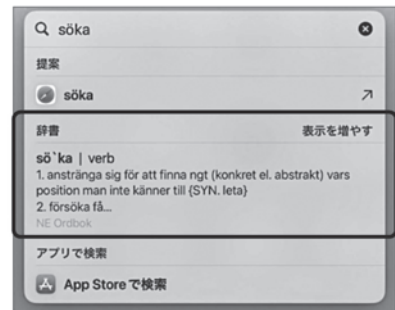 söka
提案
söka
辞書 表示を増やす
sö`ka | verb
1. anstränga sig för att finna ngt (konkret el. abstrakt) vars
position man inte känner till {SYN. leta}
2. försöka få...
NE Ordbok
アプリで検索
App Storeで検索